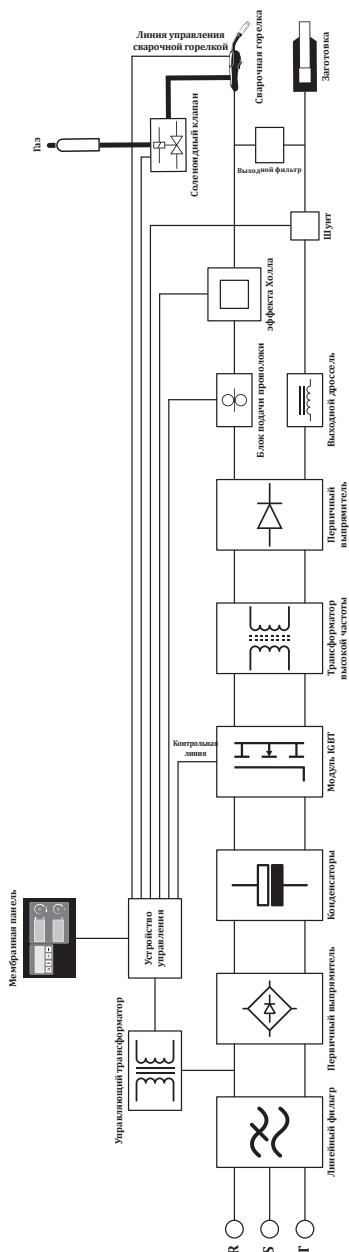 Линия управления
сварочной горелкой
Сварочная горелка
Заготовка
Газ
Соленоидный клапан
Выходной фильтр
Шунт
эффекта Холла
Блок подачи проволоки
Выходной дроссель
Первичный
выпрямитель
Трансформатор
высокой частоты
Контрольная
линия
Модуль IGBT
Конденсаторы
Мембранная панель
Устройство
управления
Первичный выпрямитель
Управляющий трансформатор
Линейный фильтр
R
S
T